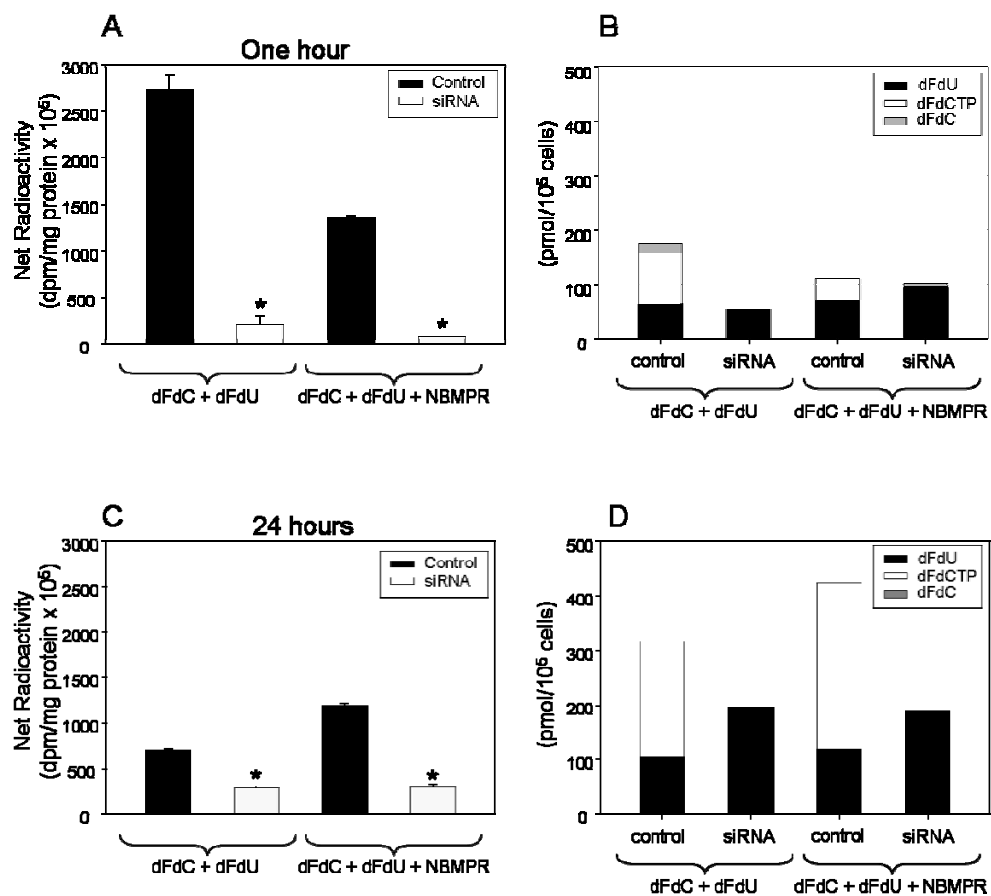 A
One hour
Net Radioactivity
(dpm/mg protein x 10⁵)
3000
2500
2000
1500
1000
500
0
Control
siRNA
*
*
dFdC + dFdU
dFdC + dFdU + NBMPR
B
(pmol/10⁵ cells)
500
400
300
200
100
0
dFdU
dFdCTP
dFdC
control
siRNA
control
siRNA
dFdC + dFdU
dFdC + dFdU + NBMPR
C
24 hours
Net Radioactivity
(dpm/mg protein x 10⁵)
3000
2500
2000
1500
1000
500
0
Control
siRNA
*
*
dFdC + dFdU
dFdC + dFdU + NBMPR
D
(pmol/10⁵ cells)
500
400
300
200
100
0
dFdU
dFdCTP
dFdC
control
siRNA
control
siRNA
dFdC + dFdU
dFdC + dFdU + NBMPR